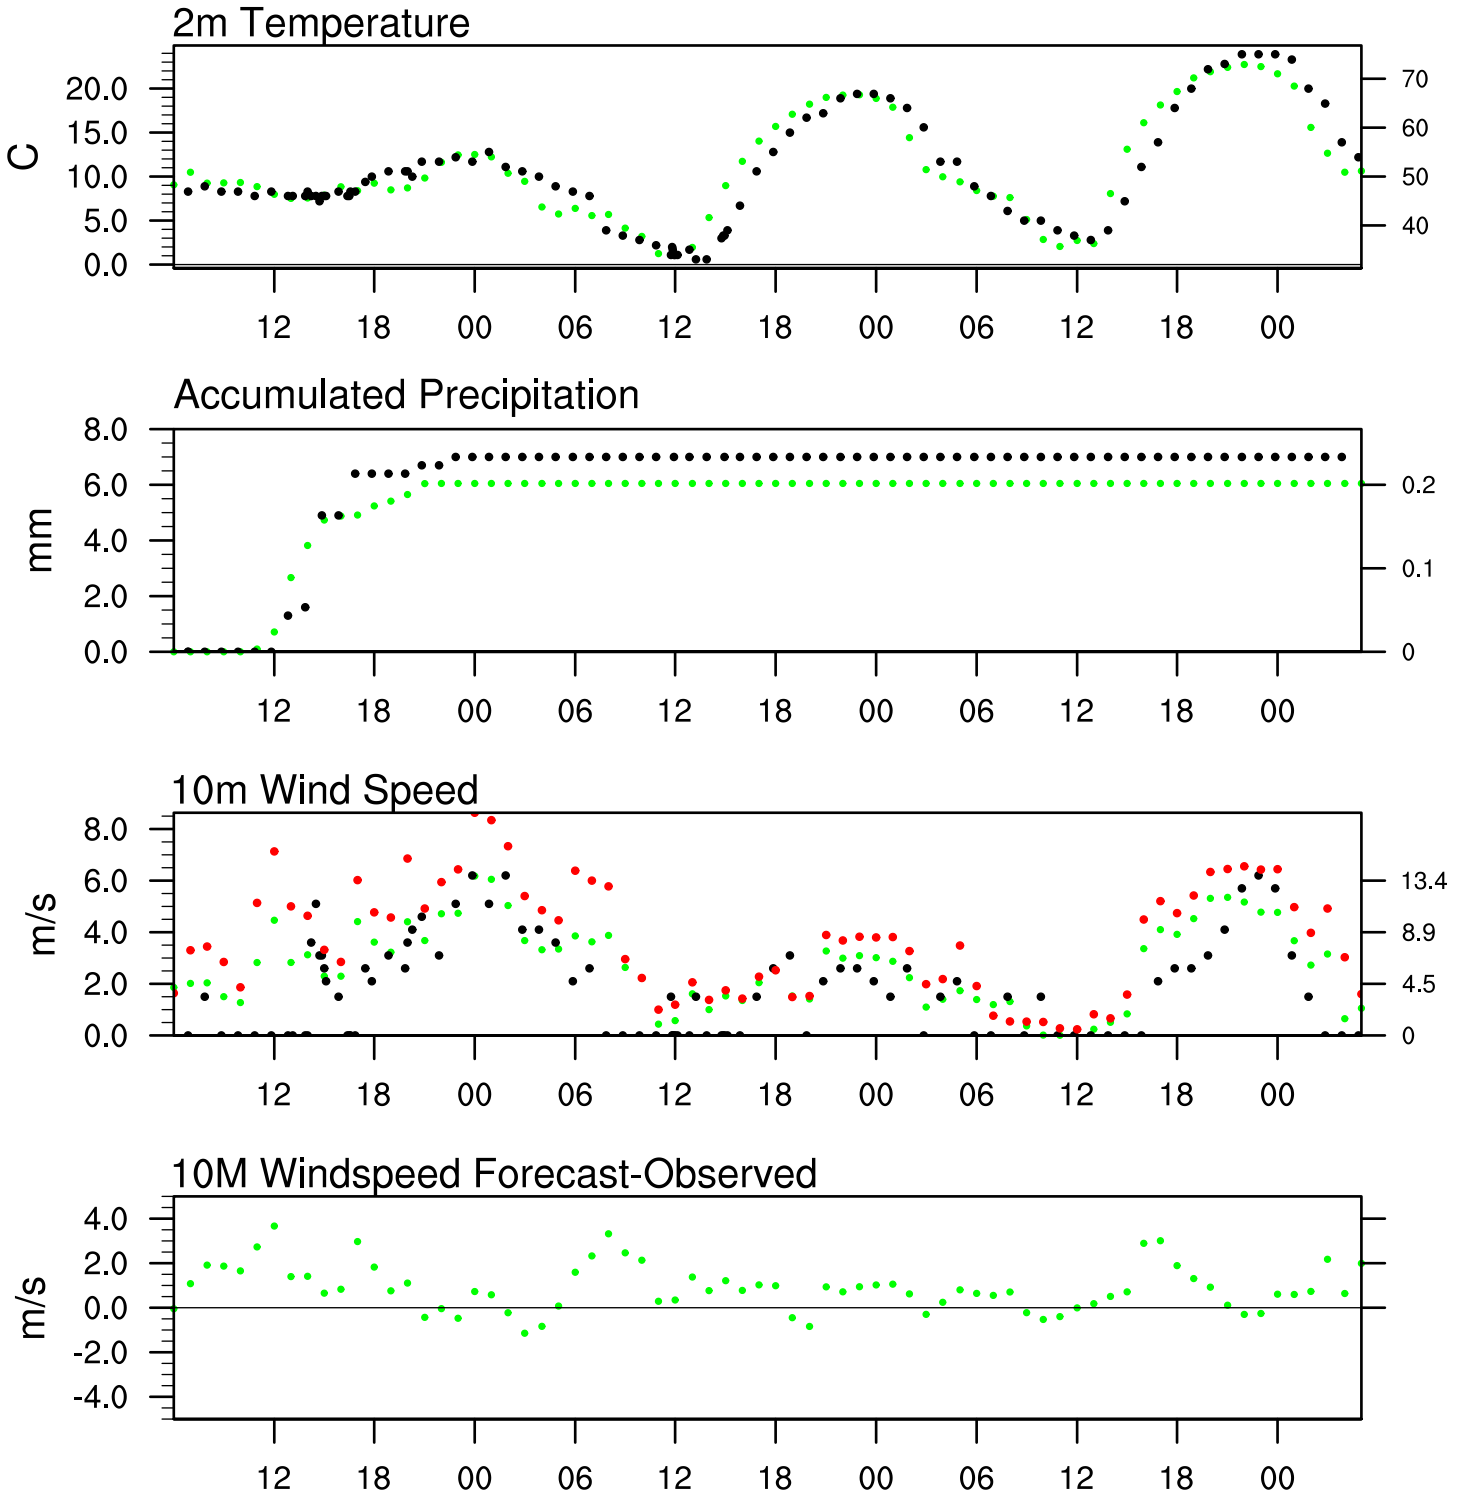 2m Temperature
20.0
15.0
10.0
5.0
0.0
C
70
60
50
40
12 18 00 06 12 18 00 06 12 18 00
Accumulated Precipitation
8.0
6.0
4.0
2.0
0.0
mm
0.2
0.1
0
12 18 00 06 12 18 00 06 12 18 00
10m Wind Speed
8.0
6.0
4.0
2.0
0.0
m/s
13.4
8.9
4.5
0
12 18 00 06 12 18 00 06 12 18 00
10M Windspeed Forecast-Observed
4.0
2.0
0.0
-2.0
-4.0
m/s
12 18 00 06 12 18 00 06 12 18 00